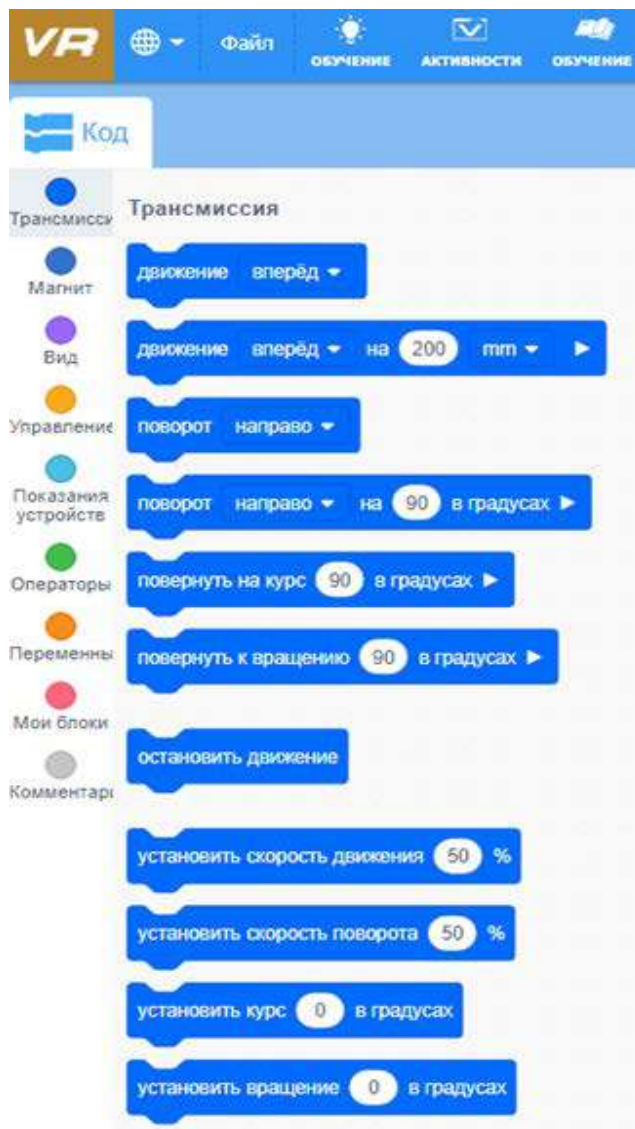 VR Файл ОБУЧЕНИЕ АКТИВНОСТИ ОБУЧЕНИЕ
Код
Трансмисси
Магнит
Вид
Управление
Показания
устройств
Операторы
Переменны
Мои блоки
Комментари
Трансмиссия
движение вперёд
движение вперёд на 200 mm
поворот направо
поворот направо на 90 в градусах
повернуть на курс 90 в градусах
повернуть к вращению 90 в градусах
остановить движение
установить скорость движения 50 %
установить скорость поворота 50 %
установить курс 0 в градусах
установить вращение 0 в градусах